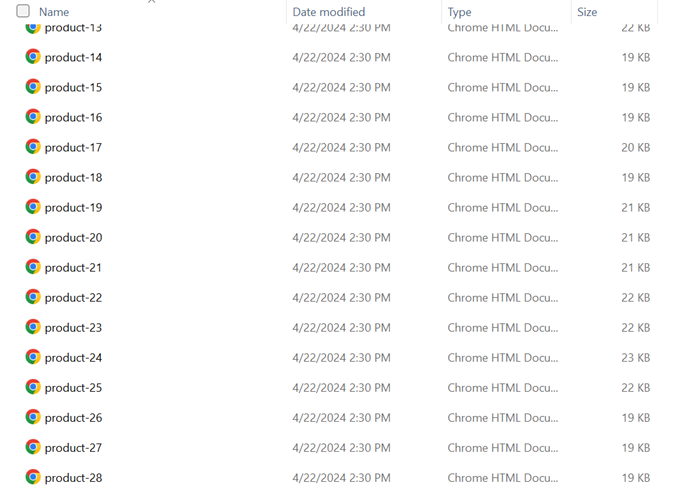 Name Date modified Type Size
product-13 4/22/2024 2:30 PM Chrome HTML Docu... 22 KB
product-14 4/22/2024 2:30 PM Chrome HTML Docu... 19 KB
product-15 4/22/2024 2:30 PM Chrome HTML Docu... 19 KB
product-16 4/22/2024 2:30 PM Chrome HTML Docu... 19 KB
product-17 4/22/2024 2:30 PM Chrome HTML Docu... 20 KB
product-18 4/22/2024 2:30 PM Chrome HTML Docu... 19 KB
product-19 4/22/2024 2:30 PM Chrome HTML Docu... 21 KB
product-20 4/22/2024 2:30 PM Chrome HTML Docu... 21 KB
product-21 4/22/2024 2:30 PM Chrome HTML Docu... 21 KB
product-22 4/22/2024 2:30 PM Chrome HTML Docu... 22 KB
product-23 4/22/2024 2:30 PM Chrome HTML Docu... 22 KB
product-24 4/22/2024 2:30 PM Chrome HTML Docu... 23 KB
product-25 4/22/2024 2:30 PM Chrome HTML Docu... 22 KB
product-26 4/22/2024 2:30 PM Chrome HTML Docu... 19 KB
product-27 4/22/2024 2:30 PM Chrome HTML Docu... 19 KB
product-28 4/22/2024 2:30 PM Chrome HTML Docu... 19 KB